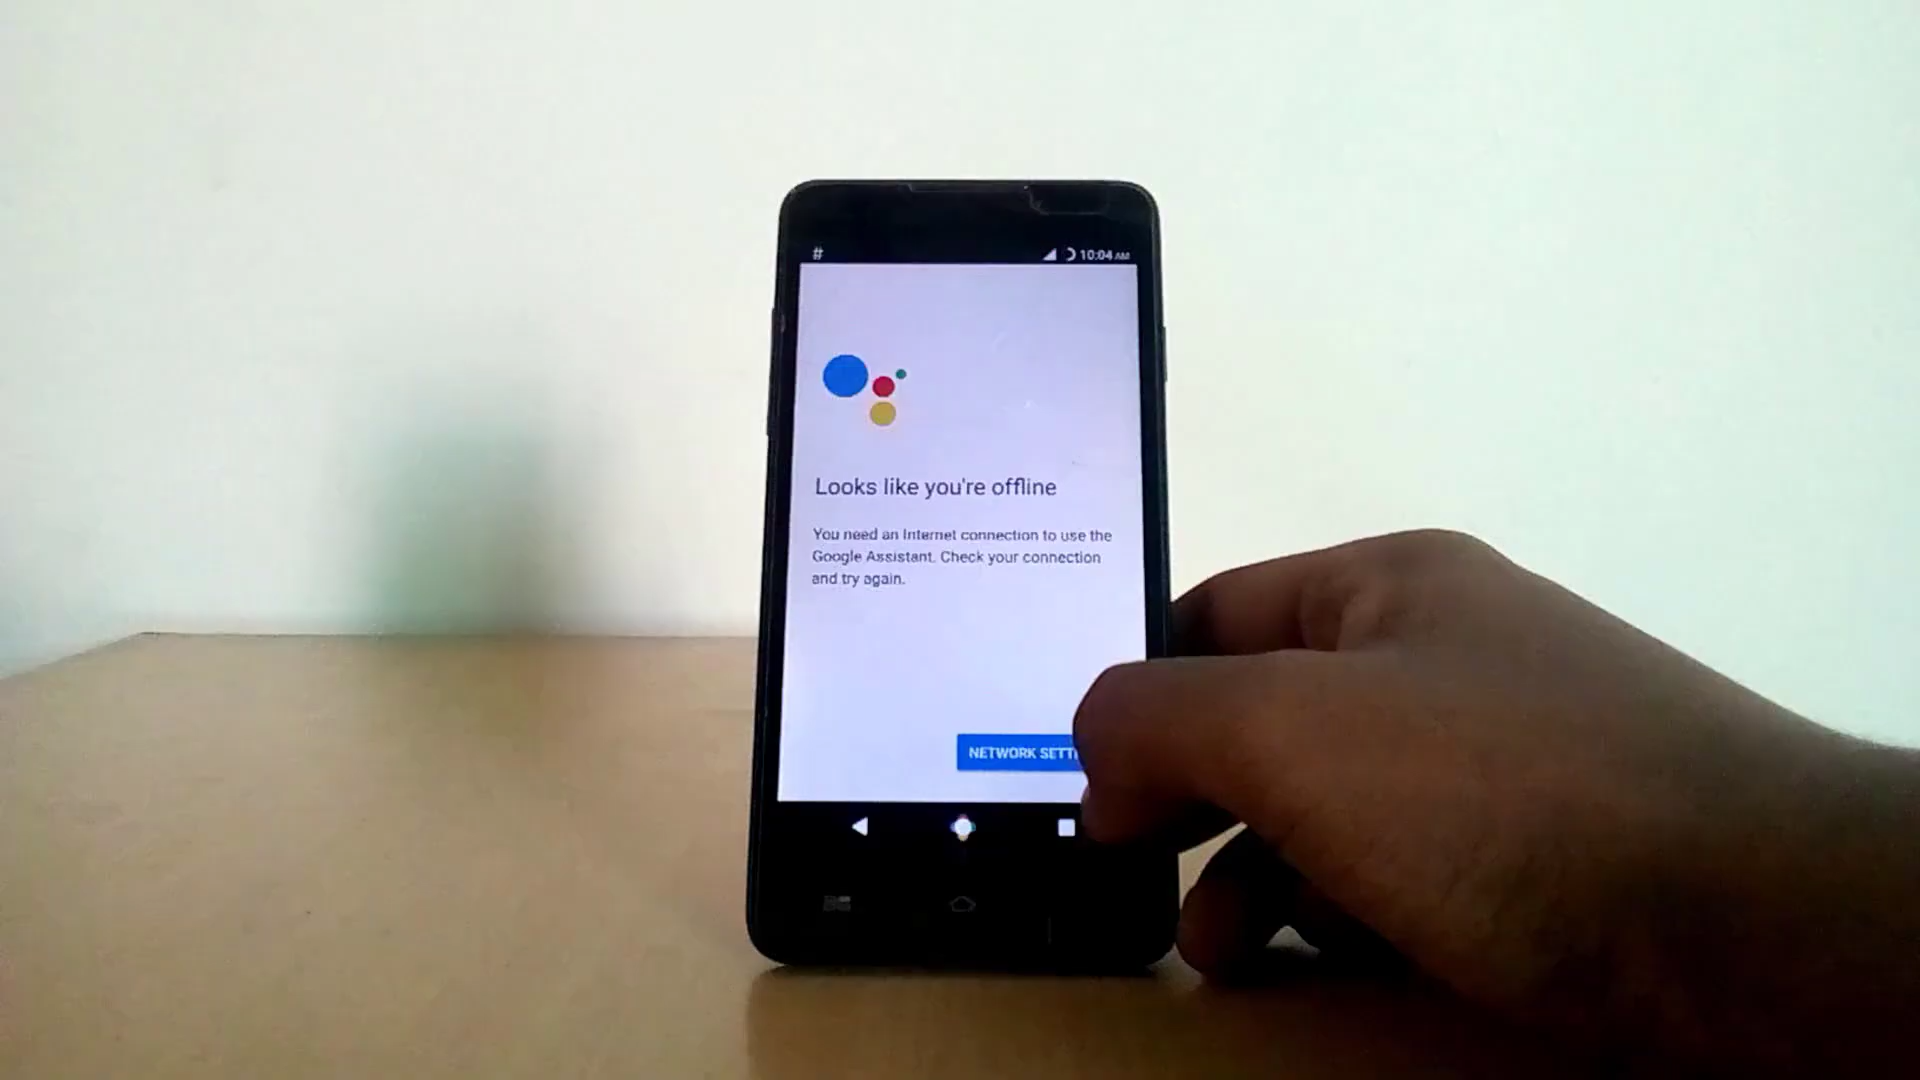 # 10:04 AM
Looks like you're offline
You need an Internet connection to use the
Google Assistant. Check your connection
and try again.
NETWORK SETT